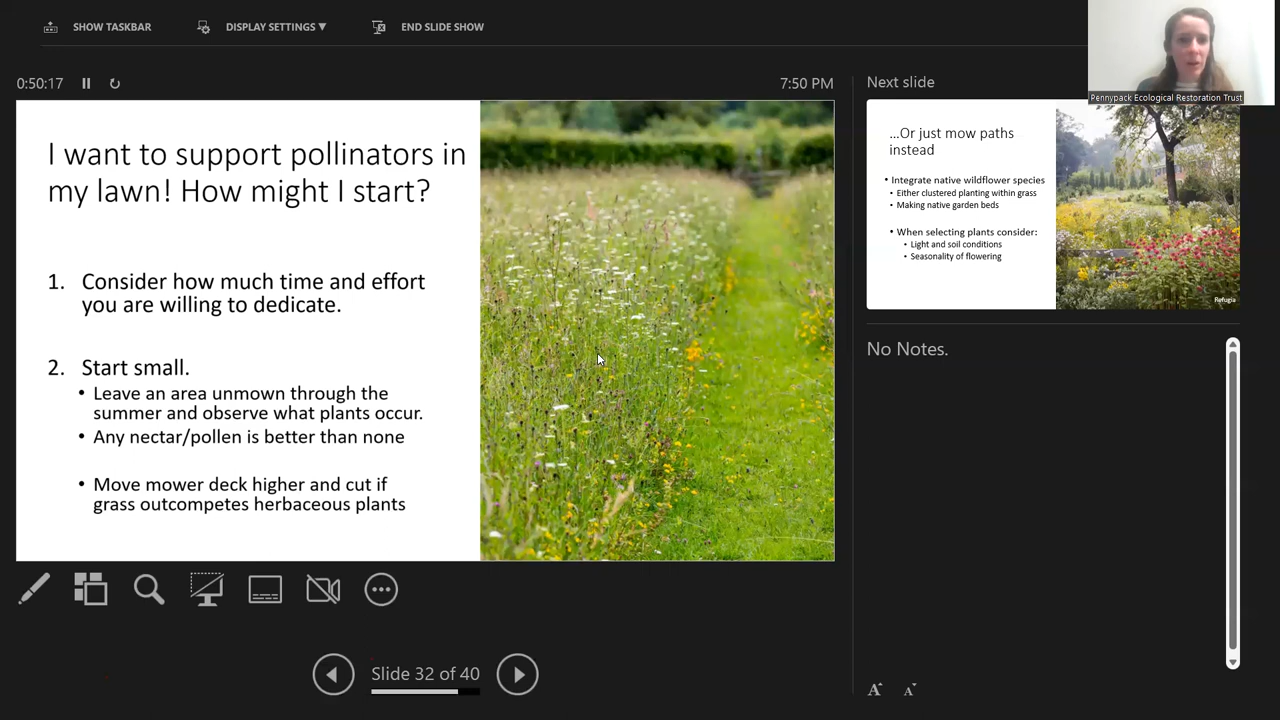 SHOW TASKBAR
DISPLAY SETTINGS ▼
END SLIDE SHOW
0:50:17
7:50 PM
Next slide
Pennypack Ecological Restoration Trust
I want to support pollinators in
my lawn! How might I start?
1. Consider how much time and effort
you are willing to dedicate.
2. Start small.
• Leave an area unmown through the
summer and observe what plants occur.
• Any nectar/pollen is better than none
• Move mower deck higher and cut if
grass outcompetes herbaceous plants
...Or just mow paths
instead
• Integrate native wildflower species
• Either clustered planting within grass
• Making native garden beds
• When selecting plants consider:
• Light and soil conditions
• Seasonality of flowering
Refugia
No Notes.
Slide 32 of 40
A A